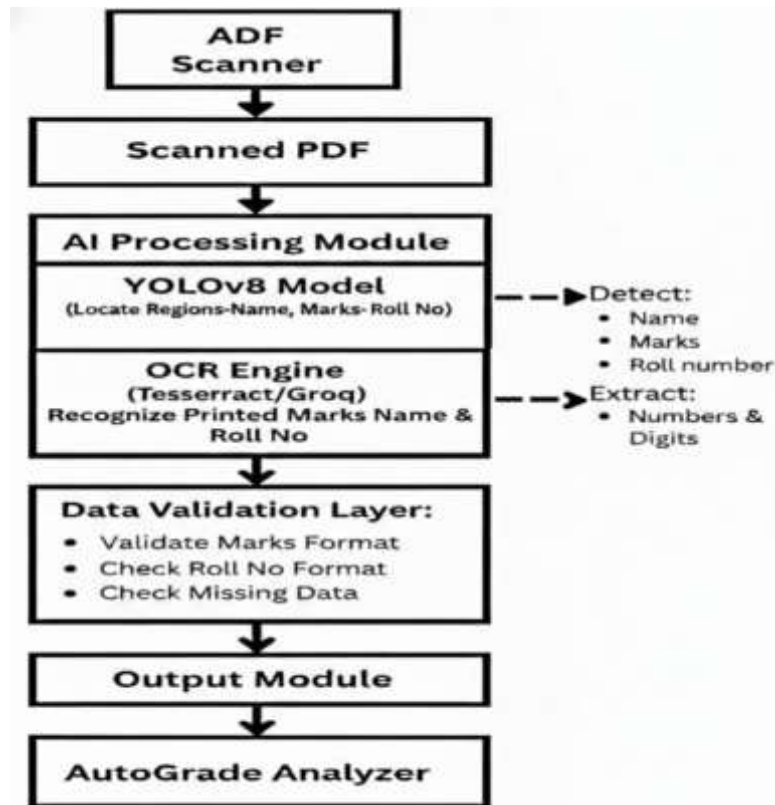 ADF
Scanner
Scanned PDF
AI Processing Module
YOLOv8 Model
(Locate Regions-Name, Marks-Roll No)
Detect:
• Name
• Marks
• Roll number
OCR Engine
(Tesserract/Groq)
Recognize Printed Marks Name &
Roll No
Extract:
• Numbers &
Digits
Data Validation Layer:
• Validate Marks Format
• Check Roll No Format
• Check Missing Data
Output Module
AutoGrade Analyzer